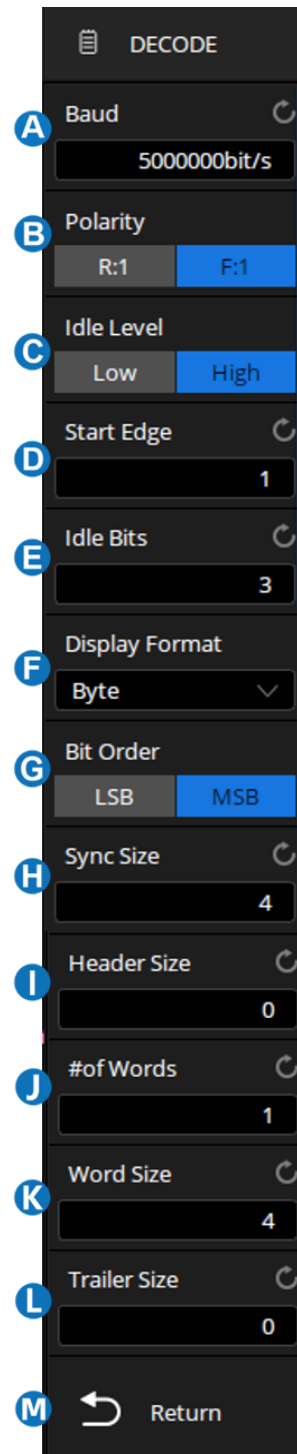 DECODE
A Baud
5000000bit/s
B Polarity
R:1 F:1
C Idle Level
Low High
D Start Edge
1
E Idle Bits
3
F Display Format
Byte
G Bit Order
LSB MSB
H Sync Size
4
I Header Size
0
J #of Words
1
K Word Size
4
L Trailer Size
0
M Return